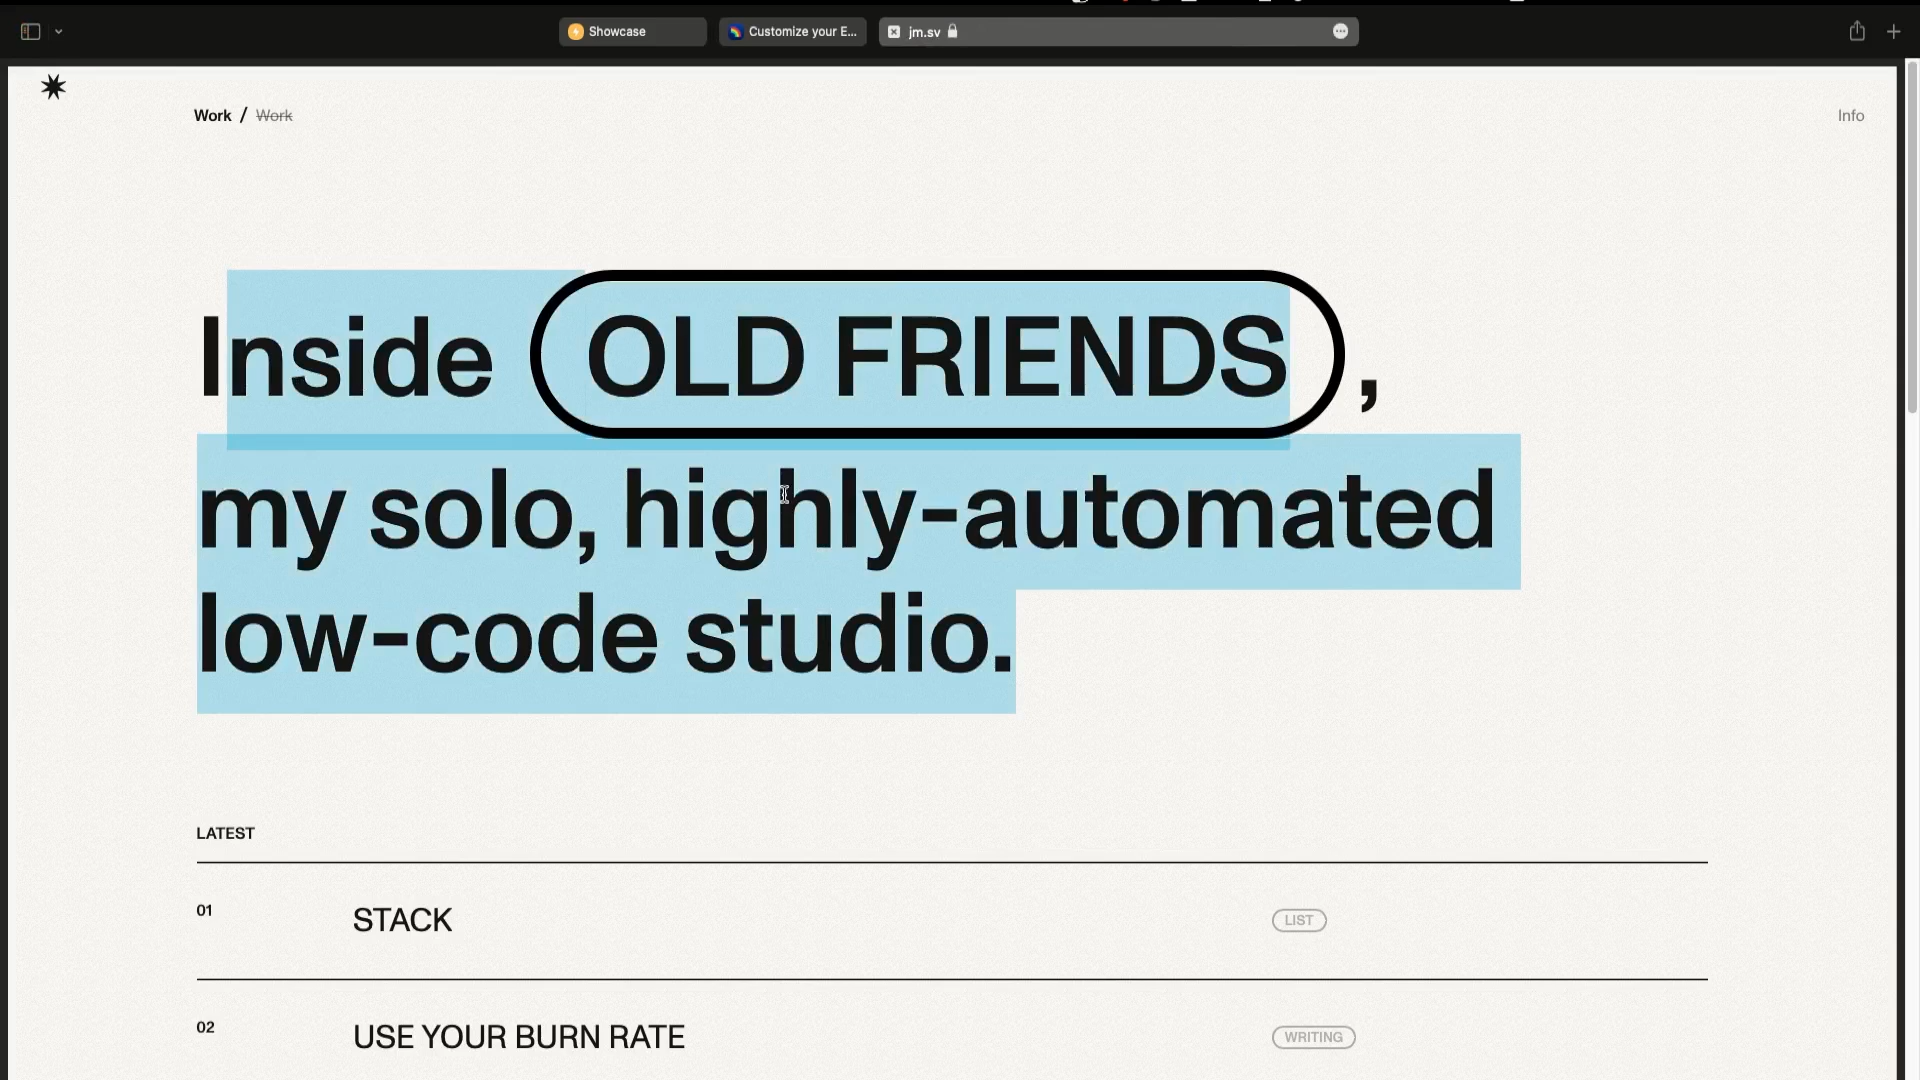 Showcase
Customize your E...
jm.sv
Work / Work
Info
Inside OLD FRIENDS ,
my solo, highly-automated
low-code studio.
LATEST
01 STACK LIST
02 USE YOUR BURN RATE WRITING